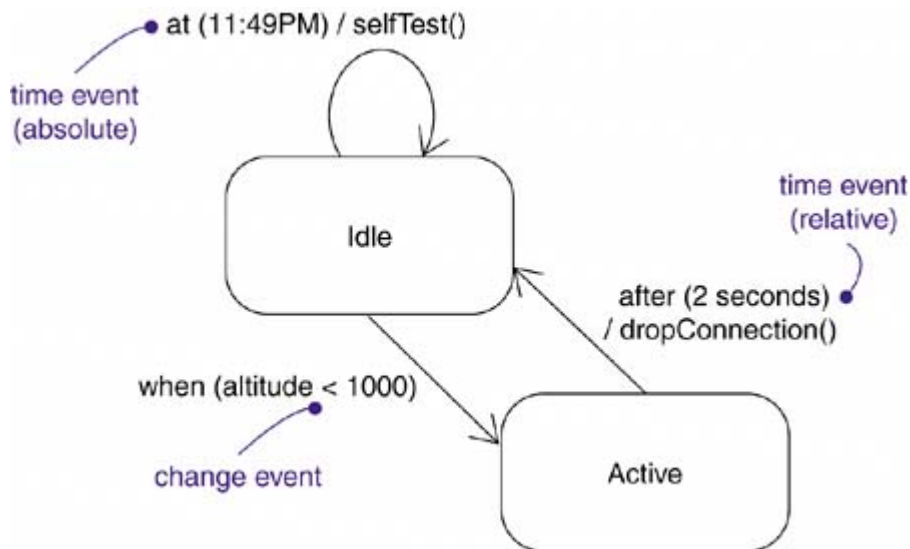 at (11:49PM) / selfTest()
time event
(absolute)
Idle
time event
(relative)
after (2 seconds)
/ dropConnection()
when (altitude < 1000)
change event
Active